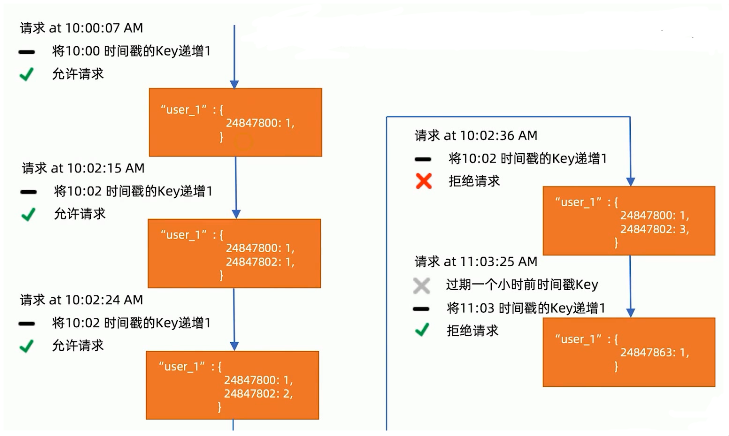 请求 at 10:00:07 AM
将10:00 时间戳的Key递增1
允许请求
“user_1” : {
24847800: 1,
}
请求 at 10:02:15 AM
将10:02 时间戳的Key递增1
允许请求
“user_1” : {
24847800: 1,
24847802: 1,
}
请求 at 10:02:24 AM
将10:02 时间戳的Key递增1
允许请求
“user_1” : {
24847800: 1,
24847802: 2,
}
请求 at 10:02:36 AM
将10:02 时间戳的Key递增1
拒绝请求
“user_1” : {
24847800: 1,
24847802: 3,
}
请求 at 11:03:25 AM
过期一个小时前时间戳Key
将11:03 时间戳的Key递增1
拒绝请求
“user_1” : {
24847863: 1,
}